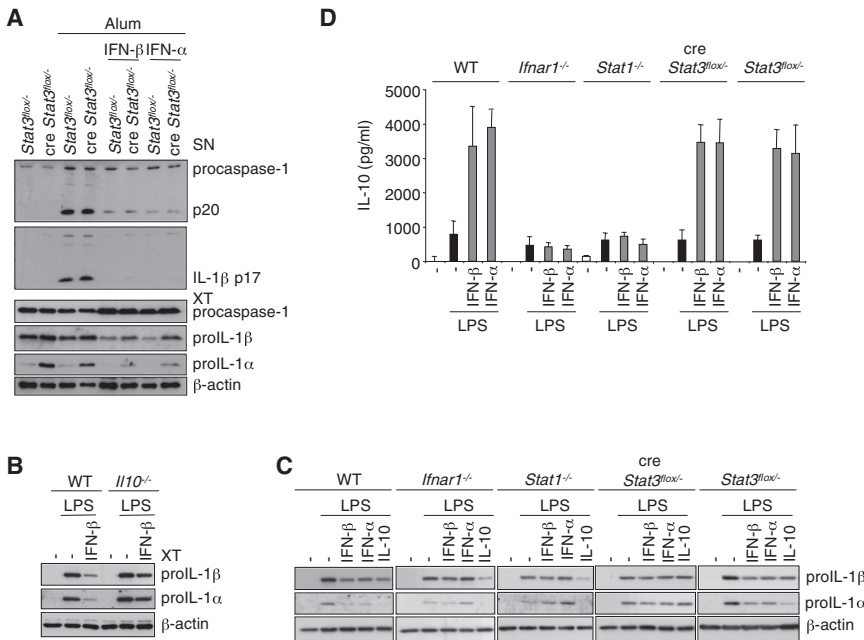 A
Alum
IFN-β IFN-α
Stat3flox/-
cre Stat3flox/-
Stat3flox/-
cre Stat3flox/-
Stat3flox/-
cre Stat3flox/-
Stat3flox/-
cre Stat3flox/-
SN
procaspase-1
p20
IL-1β p17
XT
procaspase-1
proIL-1β
proIL-1α
β-actin
D
WT Ifnar1-/- Stat1-/- cre Stat3flox/- Stat3flox/-
IL-10 (pg/ml)
5000
4000
3000
2000
1000
0
- - IFN-β IFN-α - - IFN-β IFN-α - - IFN-β IFN-α - - IFN-β IFN-α - - IFN-β IFN-α
LPS LPS LPS LPS LPS
B
WT Il10-/-
LPS LPS
- - IFN-β - - IFN-β
XT
proIL-1β
proIL-1α
β-actin
C
WT Ifnar1-/- Stat1-/- cre Stat3flox/- Stat3flox/-
LPS LPS LPS LPS LPS
- - IFN-β IFN-α IL-10 - - IFN-β IFN-α IL-10 - - IFN-β IFN-α IL-10 - - IFN-β IFN-α IL-10 - - IFN-β IFN-α IL-10
proIL-1β
proIL-1α
β-actin